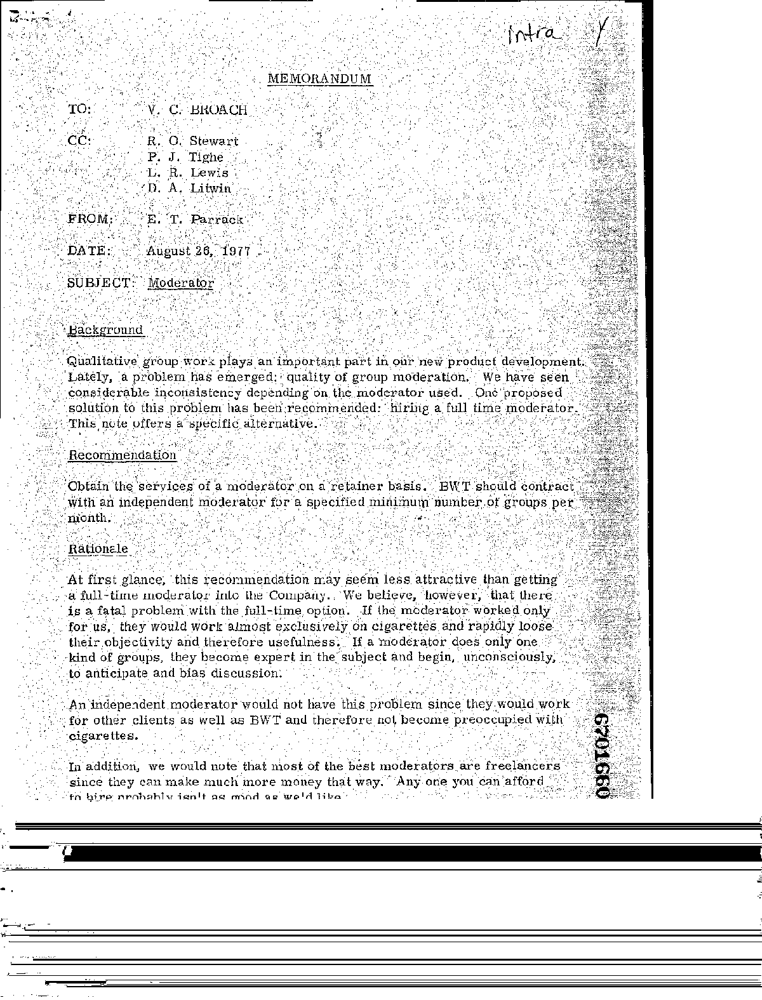 Intra Y
MEMORANDUM
TO: V. C. BROACH
CC: R. O. Stewart
P. J. Tighe
L. R. Lewis
D. A. Litwin
FROM: E. T. Parrack
DATE: August 26, 1977
SUBJECT: Moderator
Background
Qualitative group work plays an important part in our new product development.
Lately, a problem has emerged: quality of group moderation. We have seen
considerable inconsistency depending on the moderator used. One proposed
solution to this problem has been recommended: hiring a full time moderator.
This note offers a specific alternative.
Recommendation
Obtain the services of a moderator on a retainer basis. BWT should contract
with an independent moderator for a specified minimum number of groups per
month.
Rationale
At first glance, this recommendation may seem less attractive than getting
a full-time moderator into the Company. We believe, however, that there
is a fatal problem with the full-time option. If the moderator worked only
for us, they would work almost exclusively on cigarettes and rapidly loose
their objectivity and therefore usefulness. If a moderator does only one
kind of groups, they become expert in the subject and begin, unconsciously,
to anticipate and bias discussion.
An independent moderator would not have this problem since they would work
for other clients as well as BWT and therefore not become preoccupied with
cigarettes.
In addition, we would note that most of the best moderators are freelancers
since they can make much more money that way. Any one you can afford
to hire probably isn't as good as we'd like.
67701660